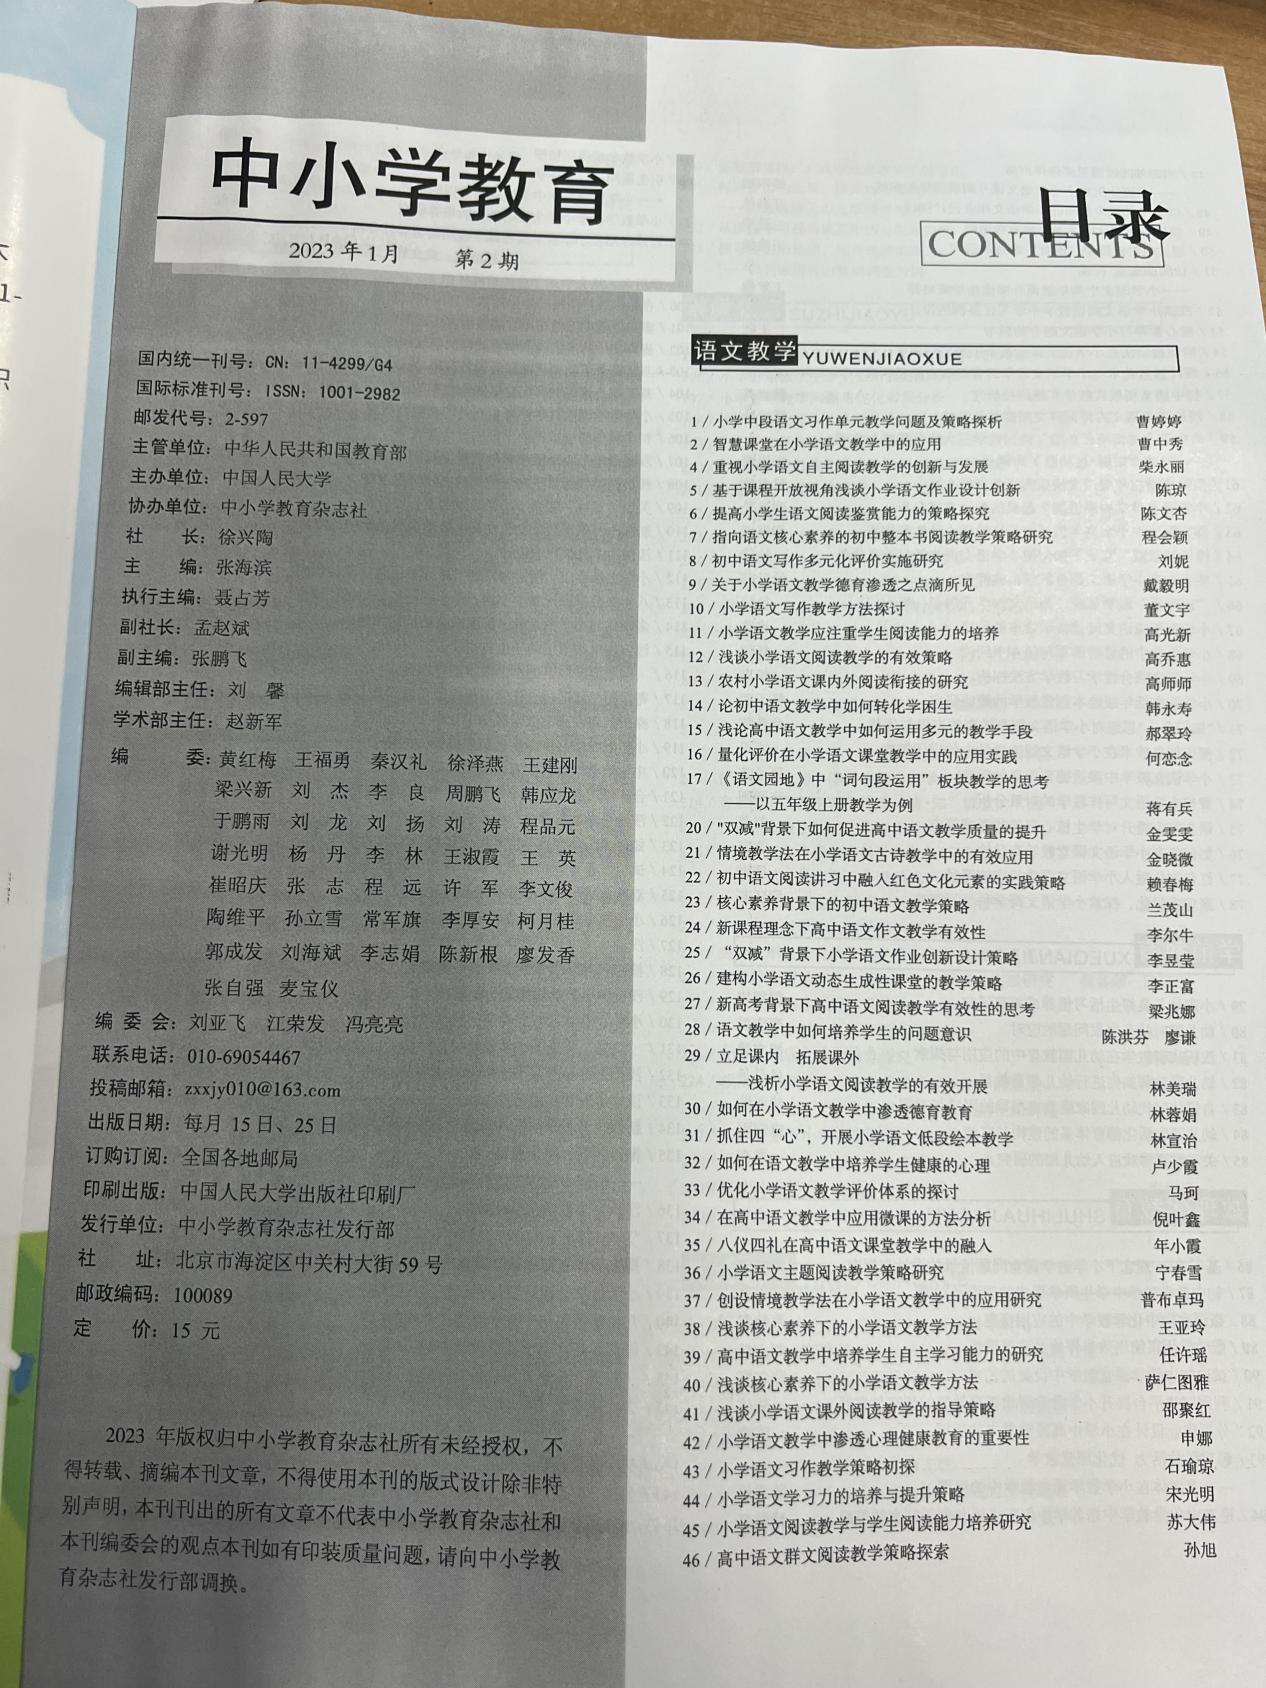 中小学教育
2023年1月 第2期
国内统一刊号：CN：11-4299/G4
国际标准刊号：ISSN：1001-2982
邮发代号：2-597
主管单位：中华人民共和国教育部
主办单位：中国人民大学
协办单位：中小学教育杂志社
社 长：徐兴陶
主 编：张海滨
执行主编：聂占芳
副社长：孟赵斌
副主编：张鹏飞
编辑部主任：刘 馨
学术部主任：赵新军
编 委：黄红梅 王福勇 秦汉礼 徐泽燕 王建刚
梁兴新 刘 杰 李 良 周鹏飞 韩应龙
于鹏雨 刘 龙 刘 扬 刘 涛 程品元
谢光明 杨 丹 李 林 王淑霞 王 英
崔昭庆 张 志 程 远 许 军 李文俊
陶维平 孙立雪 常军旗 李厚安 柯月桂
郭成发 刘海斌 李志娟 陈新根 廖发香
张自强 麦宝仪
编 委 会：刘亚飞 江荣发 冯亮亮
联系电话：010-69054467
投稿邮箱：zxxjy010@163.com
出版日期：每月 15日、25日
订购订阅：全国各地邮局
印刷出版：中国人民大学出版社印刷厂
发行单位：中小学教育杂志社发行部
社 址：北京市海淀区中关村大街59号
邮政编码：100089
定 价：15 元
2023 年版权归中小学教育杂志社所有未经授权，不
得转载、摘编本刊文章，不得使用本刊的版式设计除非特
别声明，本刊刊出的所有文章不代表中小学教育杂志社和
本刊编委会的观点本刊如有印装质量问题，请向中小学教
育杂志社发行部调换。
目录
CONTENTS
语文教学 YUWENJIAOXUE
1 / 小学中段语文习作单元教学问题及策略探析 曹婷婷
2 / 智慧课堂在小学语文教学中的应用 曹中秀
4 / 重视小学语文自主阅读教学的创新与发展 柴永丽
5 / 基于课程开放视角浅谈小学语文作业设计创新 陈琼
6 / 提高小学生语文阅读鉴赏能力的策略探究 陈文杏
7 / 指向语文核心素养的初中整本书阅读教学策略研究 程会颖
8 / 初中语文写作多元化评价实施研究 刘妮
9 / 关于小学语文教学德育渗透之点滴所见 戴毅明
10 / 小学语文写作教学方法探讨 董文宇
11 / 小学语文教学应注重学生阅读能力的培养 高光新
12 / 浅谈小学语文阅读教学的有效策略 高乔惠
13 / 农村小学语文课内外阅读衔接的研究 高师师
14 / 论初中语文教学中如何转化学困生 韩永寿
15 / 浅论高中语文教学中如何运用多元的教学手段 郝翠玲
16 / 量化评价在小学语文课堂教学中的应用实践 何恋念
17 / 《语文园地》中“词句段运用”板块教学的思考
——以五年级上册教学为例 蒋有兵
20 / "双减"背景下如何促进高中语文教学质量的提升 金雯雯
21 / 情境教学法在小学语文古诗教学中的有效应用 金晓微
22 / 初中语文阅读讲习中融入红色文化元素的实践策略 赖春梅
23 / 核心素养背景下的初中语文教学策略 兰茂山
24 / 新课程理念下高中语文作文教学有效性 李尔牛
25 / “双减”背景下小学语文作业创新设计策略 李昱莹
26 / 建构小学语文动态生成性课堂的教学策略 李正富
27 / 新高考背景下高中语文阅读教学有效性的思考 梁兆娜
28 / 语文教学中如何培养学生的问题意识 陈洪芬 廖谦
29 / 立足课内 拓展课外
——浅析小学语文阅读教学的有效开展 林美瑞
30 / 如何在小学语文教学中渗透德育教育 林蓉娟
31 / 抓住四“心”，开展小学语文低段绘本教学 林宣治
32 / 如何在语文教学中培养学生健康的心理 卢少霞
33 / 优化小学语文教学评价体系的探讨 马珂
34 / 在高中语文教学中应用微课的方法分析 倪叶鑫
35 / 八仪四礼在高中语文课堂教学中的融入 年小霞
36 / 小学语文主题阅读教学策略研究 宁春雪
37 / 创设情境教学法在小学语文教学中的应用研究 普布卓玛
38 / 浅谈核心素养下的小学语文教学方法 王亚玲
39 / 高中语文教学中培养学生自主学习能力的研究 任许瑶
40 / 浅谈核心素养下的小学语文教学方法 萨仁图雅
41 / 浅谈小学语文课外阅读教学的指导策略 邵聚红
42 / 小学语文教学中渗透心理健康教育的重要性 申娜
43 / 小学语文习作教学策略初探 石瑜琼
44 / 小学语文学习力的培养与提升策略 宋光明
45 / 小学语文阅读教学与学生阅读能力培养研究 苏大伟
46 / 高中语文群文阅读教学策略探索 孙旭